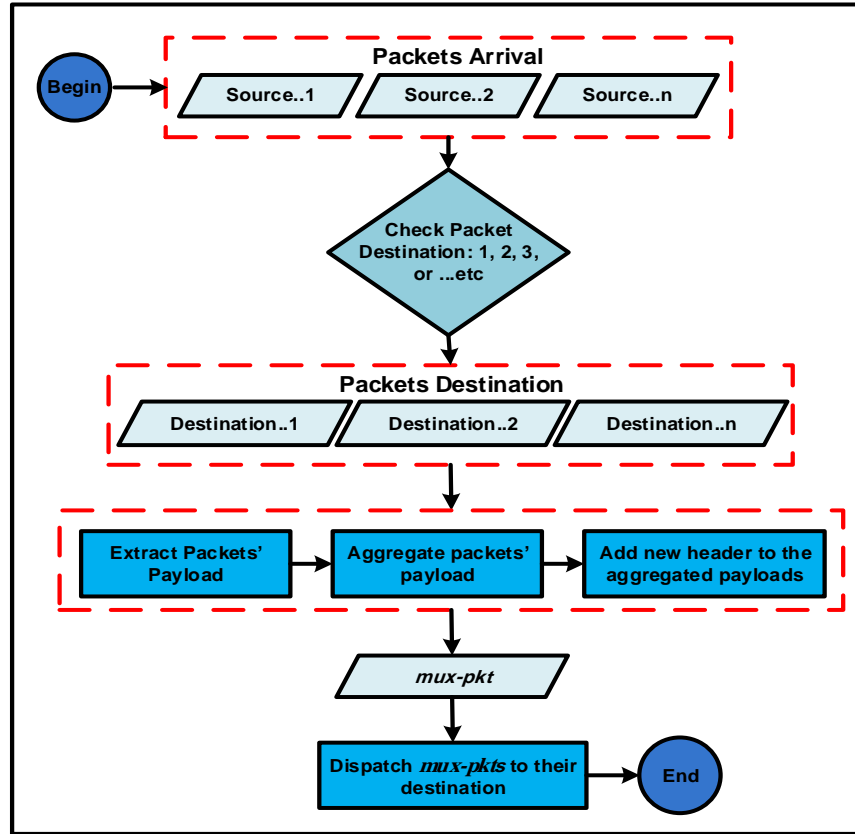 Packets Arrival
Begin
Source..1
Source..2
Source..n
Check Packet
Destination: 1, 2, 3,
or ...etc
Packets Destination
Destination..1
Destination..2
Destination..n
Extract Packets’
Payload
Aggregate packets’
payload
Add new header to the
aggregated payloads
mux-pkt
Dispatch mux-pkts to their
destination
End